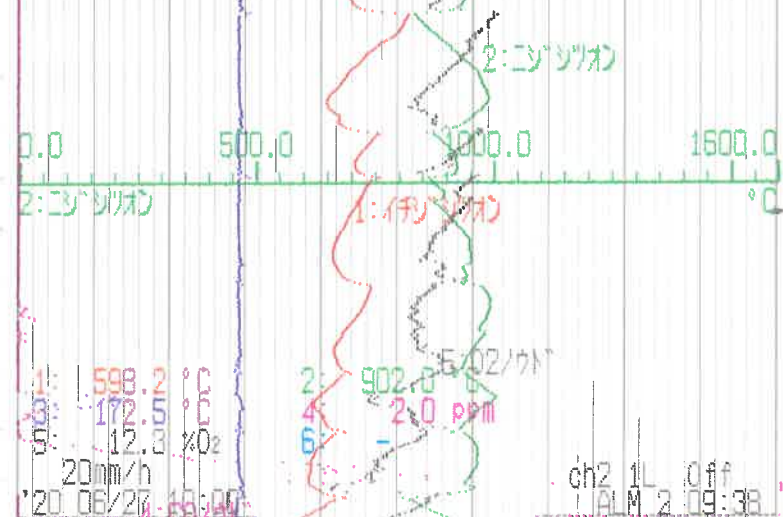 2:ニジシツオン
0.0 500.0 1000.0 1600.0
°C
2:ニジシツオン 1:イチジシツオン
6:O2ノウド
1: 598.2 °C 2: 902.0 °C
3: 172.5 °C 4: 2.0 ppm
5: 12.3 %O₂ 6: -
20mm/h ch2 1L Off
ALM 2 09:38